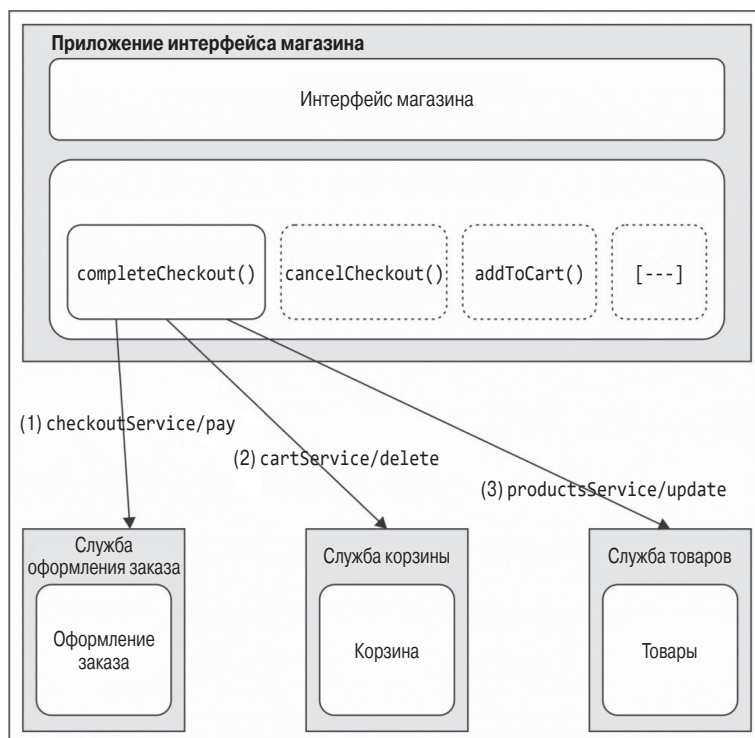 Приложение интерфейса магазина
Интерфейс магазина
completeCheckout()
cancelCheckout()
addToCart()
[---]
(1) checkoutService/pay
(2) cartService/delete
(3) productsService/update
Служба
оформления заказа
Служба корзины
Служба товаров
Оформление
заказа
Корзина
Товары